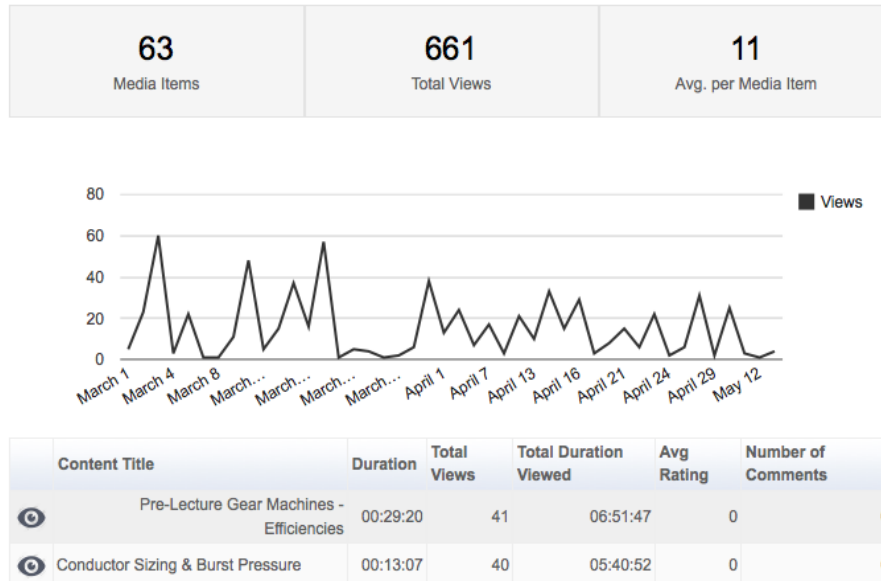 63
661
11
Media Items
Total Views
Avg. per Media Item
80
60
40
20
0
Views
March 1
March 4
March 8
March...
March...
March...
March...
April 1
April 7
April 13
April 16
April 21
April 24
April 29
May 12
Content Title
Duration
Total Views
Total Duration Viewed
Avg Rating
Number of Comments
Pre-Lecture Gear Machines -
Efficiencies
00:29:20
41
06:51:47
0
Conductor Sizing & Burst Pressure
00:13:07
40
05:40:52
0